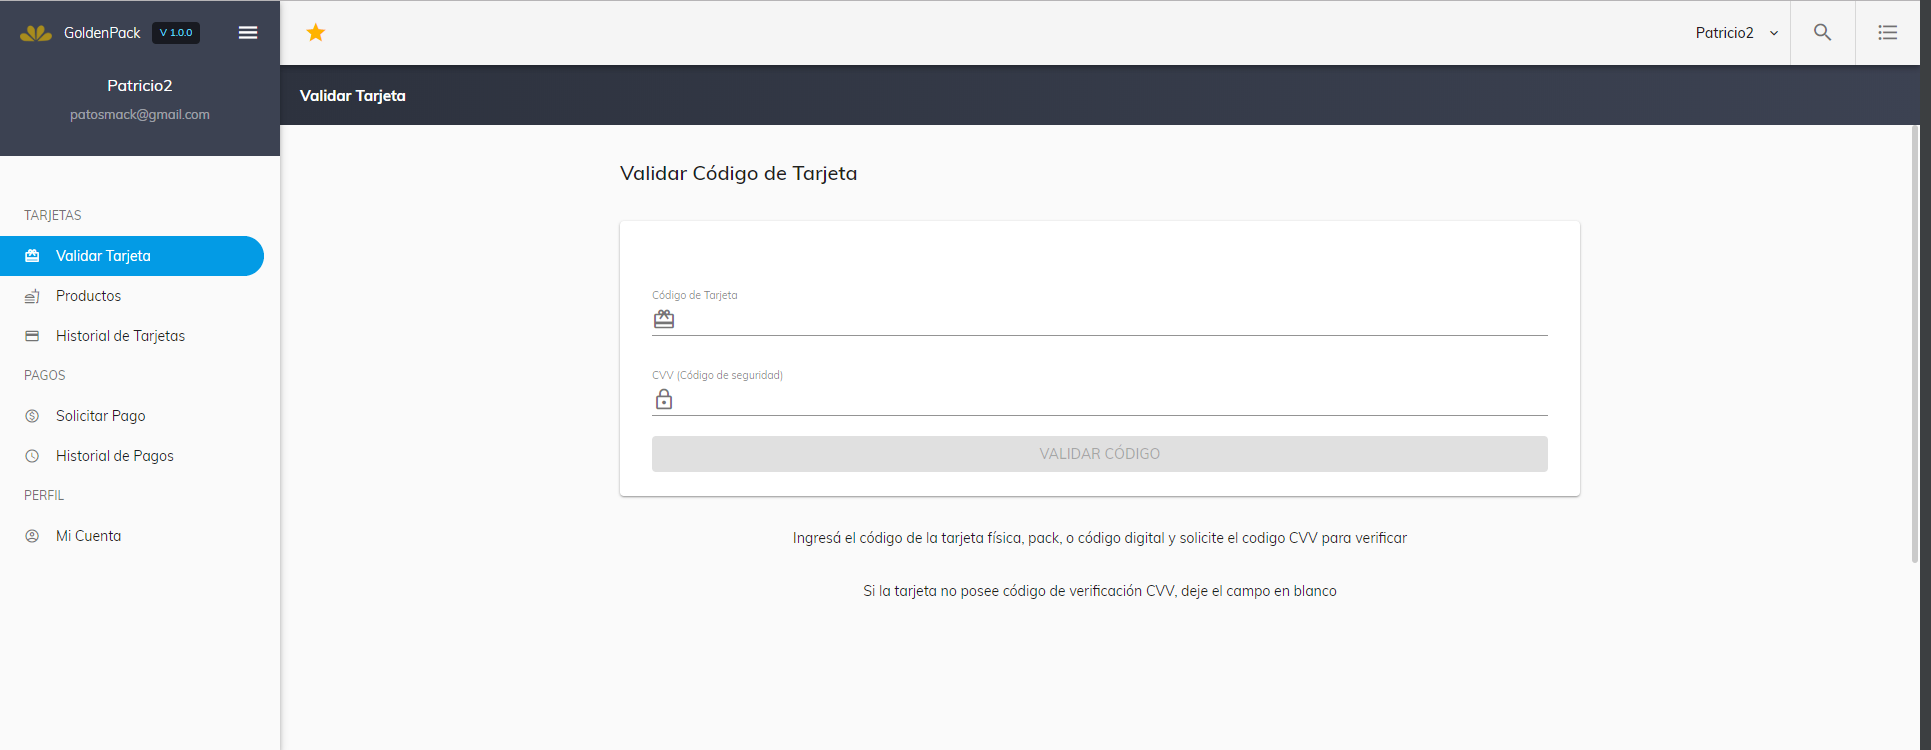 GoldenPack V 1.0.0
Patricio2
Patricio2
patosmack@gmail.com
Validar Tarjeta
TARJETAS
Validar Tarjeta
Productos
Historial de Tarjetas
PAGOS
Solicitar Pago
Historial de Pagos
PERFIL
Mi Cuenta
Validar Código de Tarjeta
Código de Tarjeta
CVV (Código de seguridad)
VALIDAR CÓDIGO
Ingresá el código de la tarjeta física, pack, o código digital y solicite el codigo CVV para verificar
Si la tarjeta no posee código de verificación CVV, deje el campo en blanco